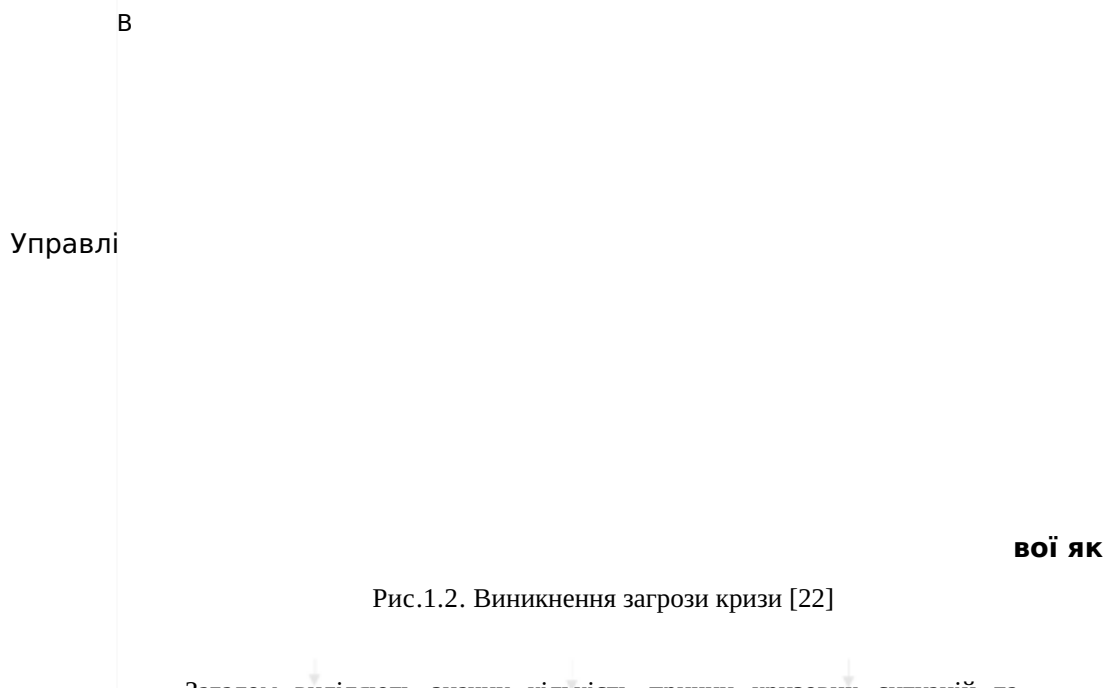 В
Управлі
вої як
Рис.1.2. Виникнення загрози кризи [22]